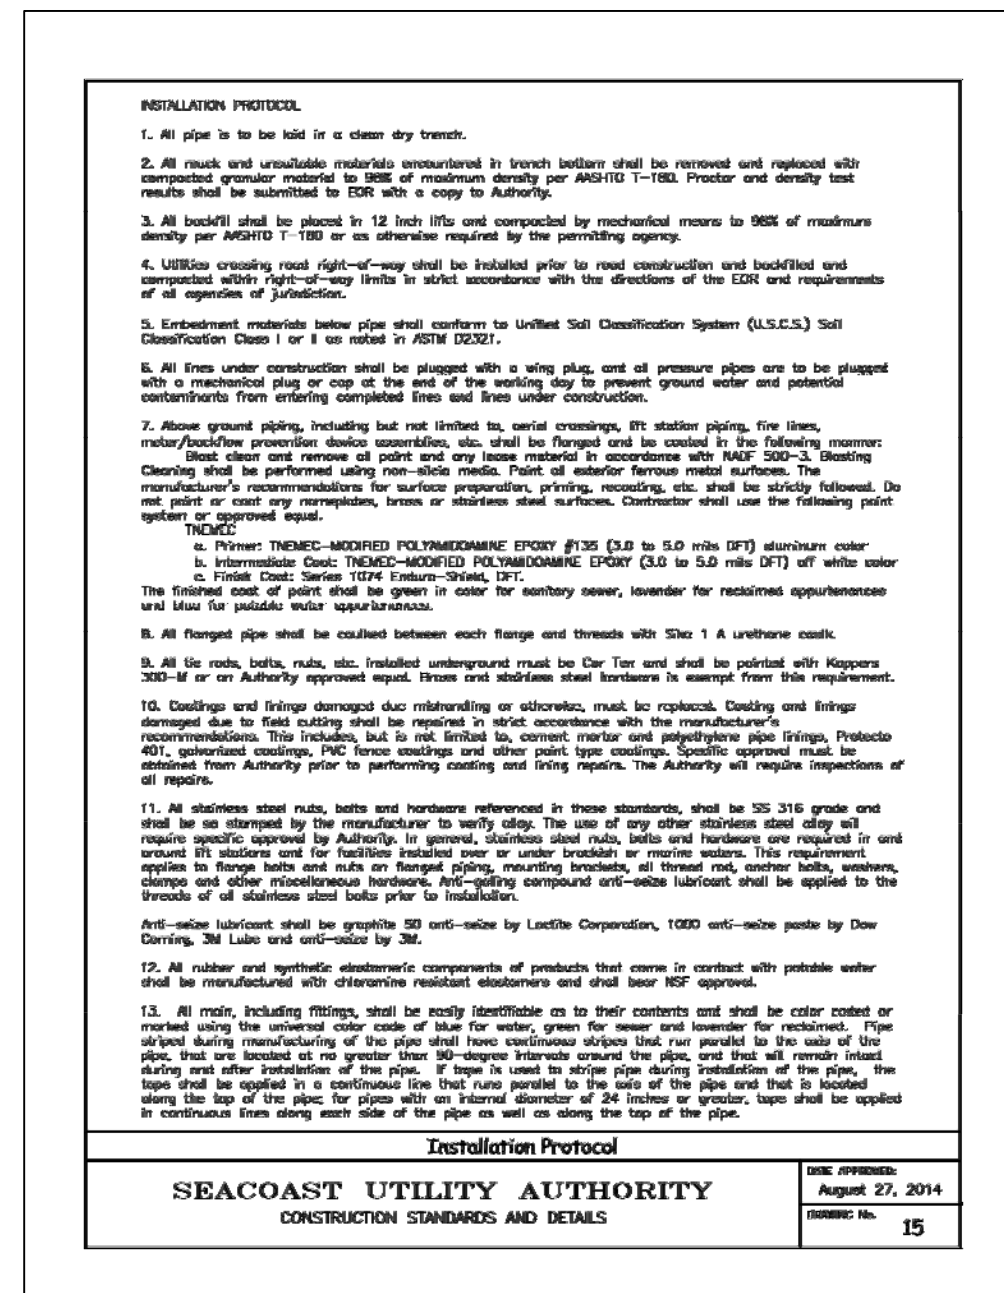 INSTALLATION PROTOCOL
1. All pipe is to be laid in a clean dry trench.
2. All muck and unsuitable materials encountered in trench bottom shall be removed and replaced with
compacted granular material to 98% of maximum density per AASHTO T-180. Proctor and density test
results shall be submitted to EOR with a copy to Authority.
3. All backfill shall be placed in 12 inch lifts and compacted by mechanical means to 98% of maximum
density per AASHTO T-180 or as otherwise required by the permitting agency.
4. Utilities crossing road right-of-way shall be installed prior to road construction and backfilled and
compacted within right-of-way limits in strict accordance with the directions of the EOR and requirements
of all agencies of jurisdiction.
5. Embedment materials below pipe shall conform to Unified Soil Classification System (U.S.C.S.) Soil
Classification Class I or II as noted in ASTM D2321.
6. All lines under construction shall be plugged with a wing plug, and all pressure pipes are to be plugged
with a mechanical plug or cap at the end of the working day to prevent ground water and potential
contaminants from entering completed lines and lines under construction.
7. Above ground piping, including but not limited to, aerial crossings, lift station piping, fire lines,
meter/backflow prevention device assemblies, etc. shall be flanged and be coated in the following manner:
Blast clean and remove all paint and any loose material in accordance with NAPF 500-3. Blasting
Cleaning shall be performed using non-silicia media. Paint all exterior ferrous metal surfaces. The
manufacturer's recommendations for surface preparation, priming, recoating, etc. shall be strictly followed. Do
not paint or coat any nameplates, brass or stainless steel surfaces. Contractor shall use the following paint
system or approved equal.
TNEMEC
a. Primer: TNEMEC-MODIFIED POLYAMIDOAMINE EPOXY #135 (3.0 to 5.0 mils DFT) aluminum color
b. Intermediate Coat: TNEMEC-MODIFIED POLYAMIDOAMINE EPOXY (3.0 to 5.0 mils DFT) off white color
c. Finish Coat: Series 1074 Endura-Shield, DFT.
The finished coat of paint shall be green in color for sanitary sewer, lavender for reclaimed appurtenances
and blue for potable water appurtenances.
8. All flanged pipe shall be caulked between each flange and threads with Sika 1 A urethane caulk.
9. All tie rods, bolts, nuts, etc. installed underground must be Cor Ten and shall be painted with Koppers
300-M or an Authority approved equal. Brass and stainless steel hardware is exempt from this requirement.
10. Coatings and linings damaged due mishandling or otherwise, must be replaced. Coating and linings
damaged due to field cutting shall be repaired in strict accordance with the manufacturer's
recommendations. This includes, but is not limited to, cement mortar and polyethylene pipe linings, Protecto
401, galvanized coatings, PVC fence coatings and other paint type coatings. Specific approval must be
obtained from Authority prior to performing coating and lining repairs. The Authority will require inspections of
all repairs.
11. All stainless steel nuts, bolts and hardware referenced in these standards, shall be SS 316 grade and
shall be so stamped by the manufacturer to verify alloy. The use of any other stainless steel alloy will
require specific approval by Authority. In general, stainless steel nuts, bolts and hardware are required in and
around lift stations and for facilities installed over or under brackish or marine waters. This requirement
applies to flange bolts and nuts on flanged piping, mounting brackets, all thread rod, anchor bolts, washers,
clamps and other miscellaneous hardware. Anti-galling compound anti-seize lubricant shall be applied to the
threads of all stainless steel bolts prior to installation.
Anti-seize lubricant shall be graphite 50 anti-seize by Loctite Corporation, 1000 anti-seize paste by Dow
Corning, 3M Lube and anti-seize by 3M.
12. All rubber and synthetic elastomeric components of products that come in contact with potable water
shall be manufactured with chloramine resistant elastomers and shall bear NSF approval.
13. All main, including fittings, shall be easily identifiable as to their contents and shall be color coated or
marked using the universal color code of blue for water, green for sewer and lavender for reclaimed. Pipe
striped during manufacturing of the pipe shall have continuous stripes that run parallel to the axis of the
pipe, that are located at no greater than 90-degree intervals around the pipe, and that will remain intact
during and after installation of the pipe. If tape is used to stripe pipe during installation of the pipe, the
tape shall be applied in a continuous line that runs parallel to the axis of the pipe and that is located
along the top of the pipe; for pipes with an internal diameter of 24 inches or greater, tape shall be applied
in continuous lines along each side of the pipe as well as along the top of the pipe.
Installation Protocol
SEACOAST UTILITY AUTHORITY
CONSTRUCTION STANDARDS AND DETAILS
DATE APPROVED:
August 27, 2014
DRAWING No.
15